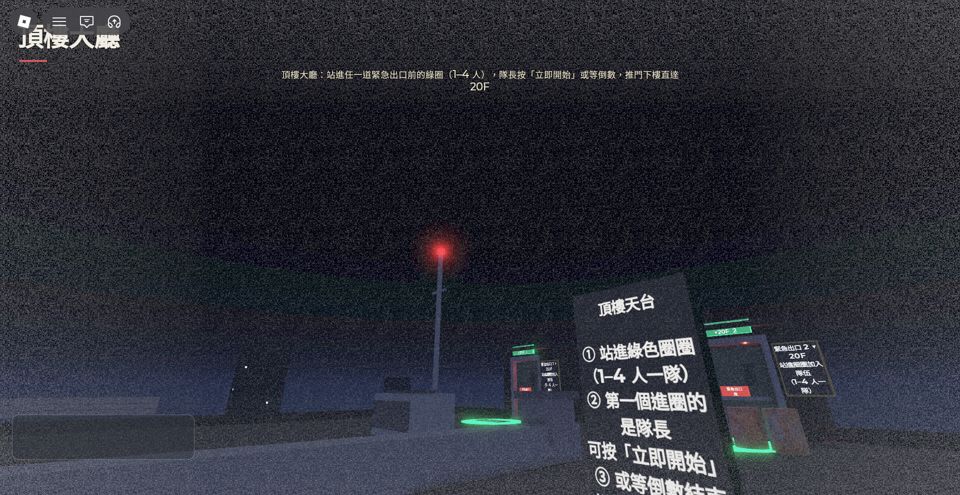 頂樓大廳
頂樓大廳：站進任一道緊急出口前的綠圈（1–4 人），隊長按「立即開始」或等倒數，推門下樓直達
20F
頂樓天台
① 站進綠色圈圈
（1–4 人一隊）
② 第一個進圈的
是隊長
可按「立即開始」
③ 或等倒數結束
緊急出口 2
20F
站進綠圈加入
隊伍
（1–4 人一
隊）